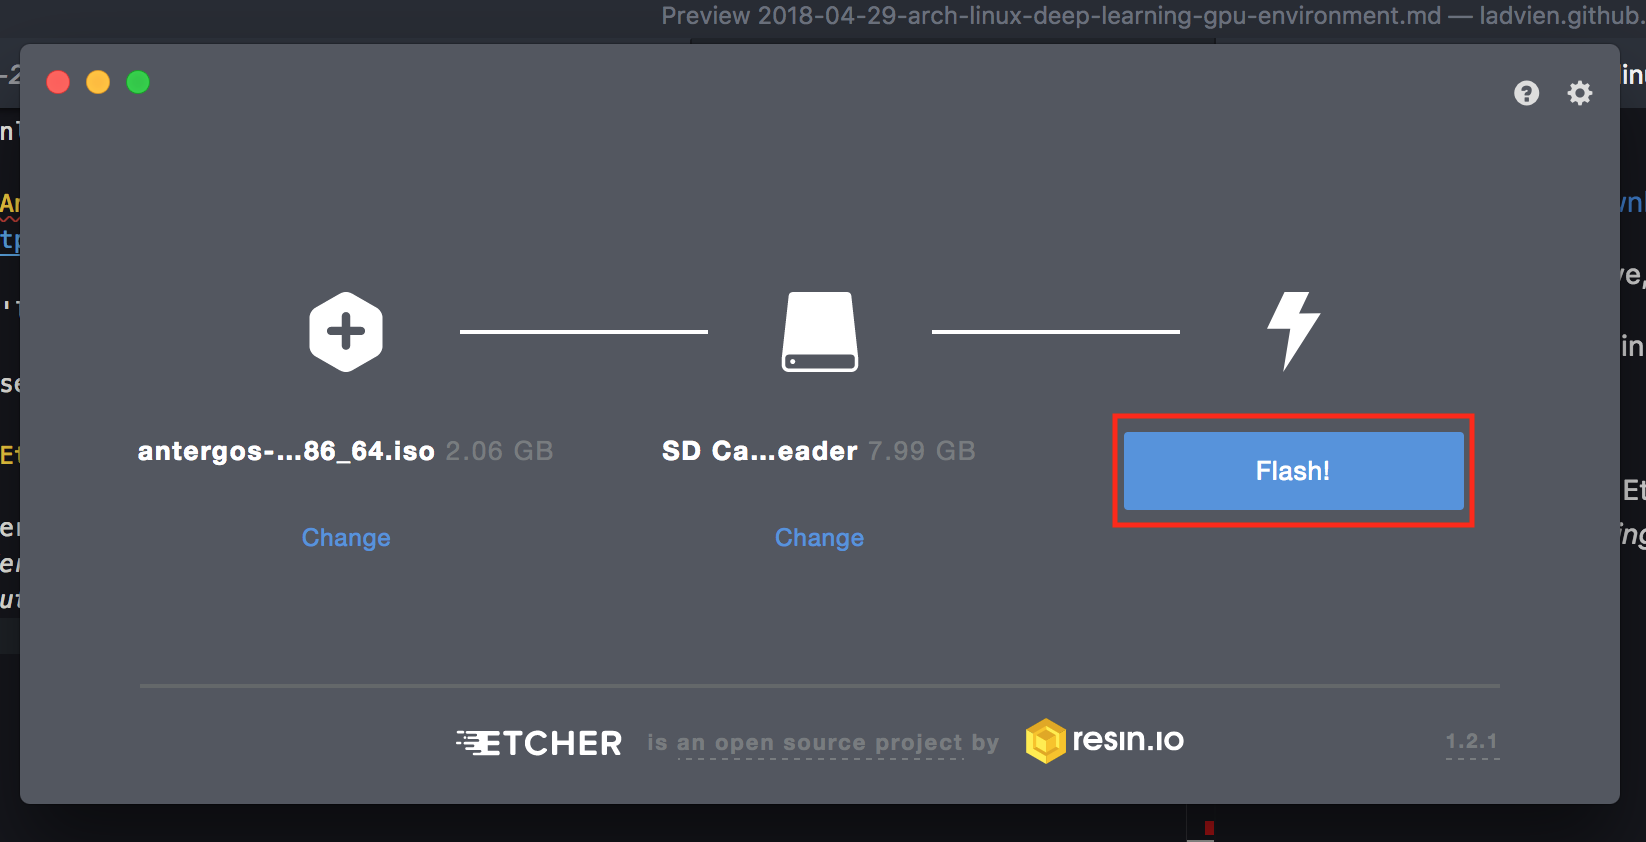 Preview 2018-04-29-arch-linux-deep-learning-gpu-environment.md — ladvien.github.
antergos-...86_64.iso 2.06 GB
SD Ca...eader 7.99 GB
Flash!
Change
Change
ETCHER is an open source project by resin.io
1.2.1